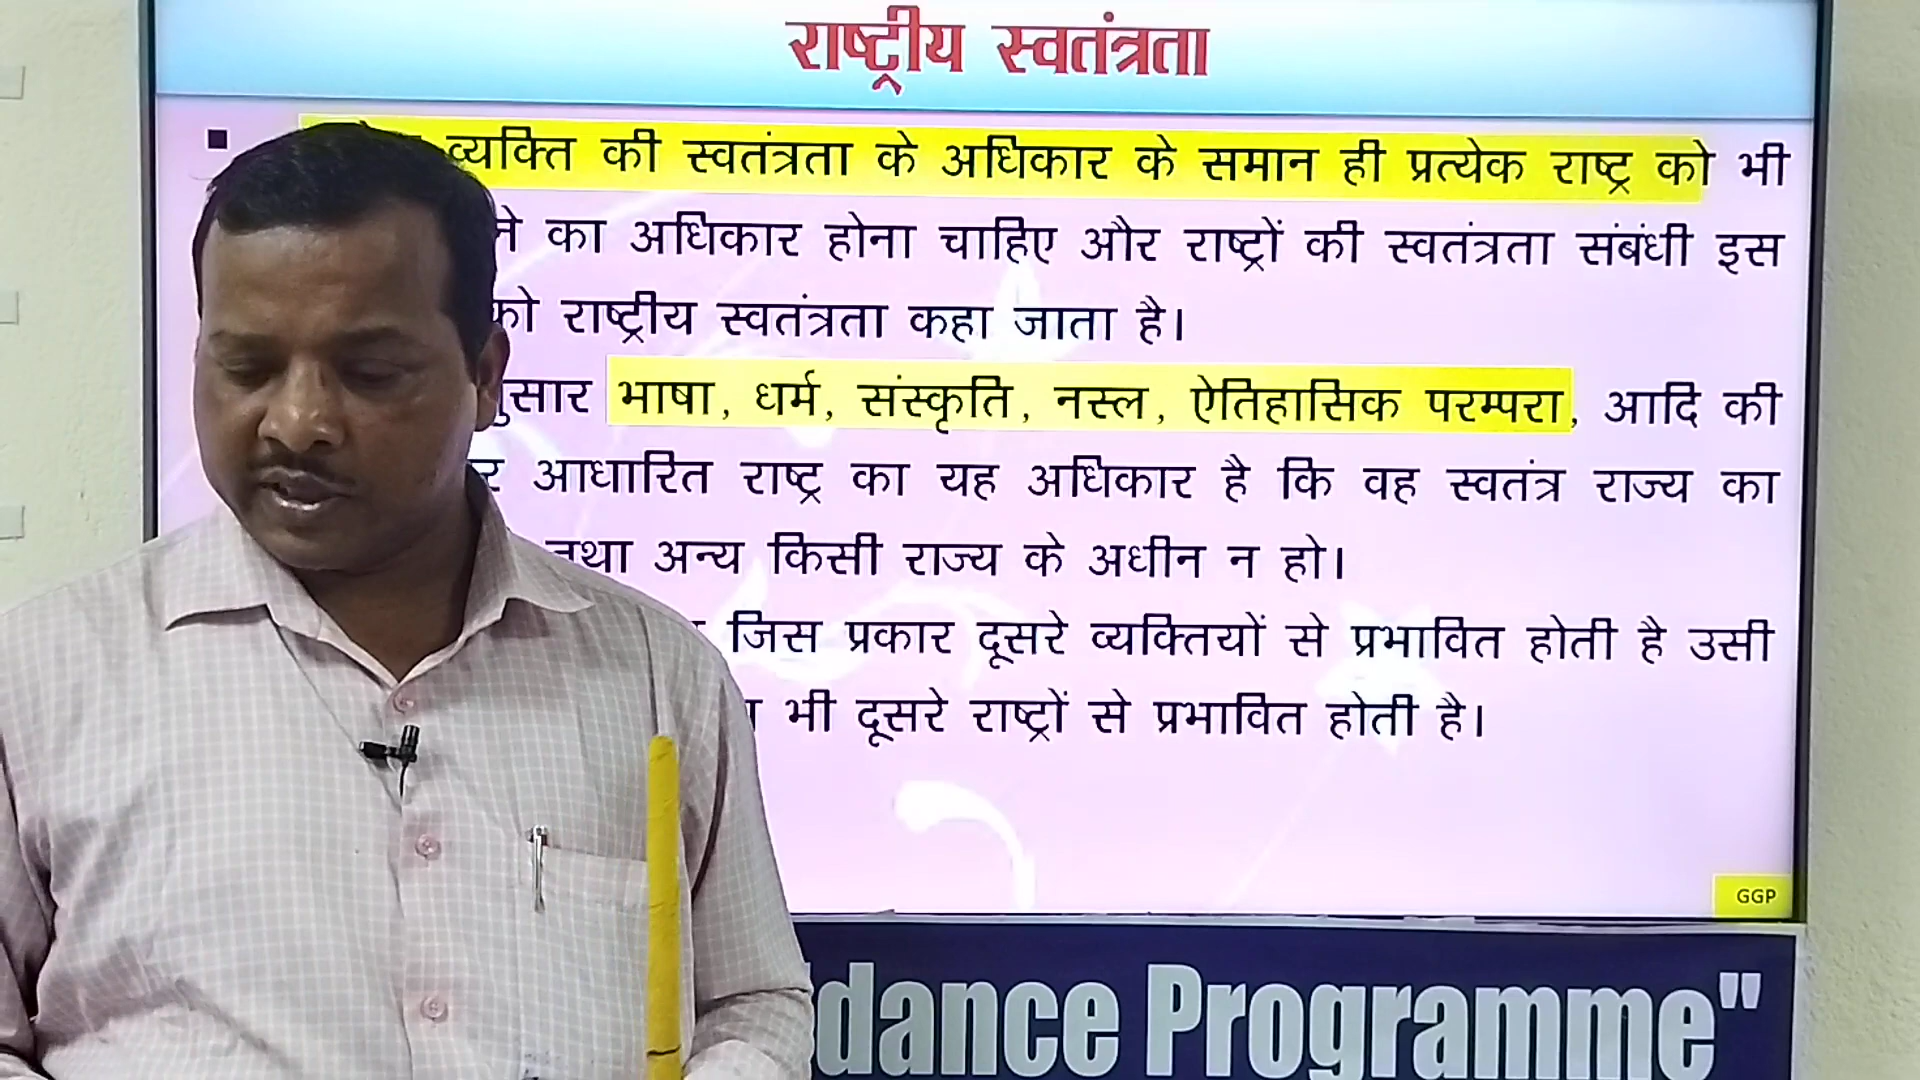 राष्ट्रीय स्वतंत्रता
व्यक्ति की स्वतंत्रता के अधिकार के समान ही प्रत्येक राष्ट्र को भी
का अधिकार होना चाहिए और राष्ट्रों की स्वतंत्रता संबंधी इस
को राष्ट्रीय स्वतंत्रता कहा जाता है।
भाषा, धर्म, संस्कृति, नस्ल, ऐतिहासिक परम्परा, आदि की
आधारित राष्ट्र का यह अधिकार है कि वह स्वतंत्र राज्य का
तथा अन्य किसी राज्य के अधीन न हो।
जिस प्रकार दूसरे व्यक्तियों से प्रभावित होती है उसी
भी दूसरे राष्ट्रों से प्रभावित होती है।
GGP
Programme"